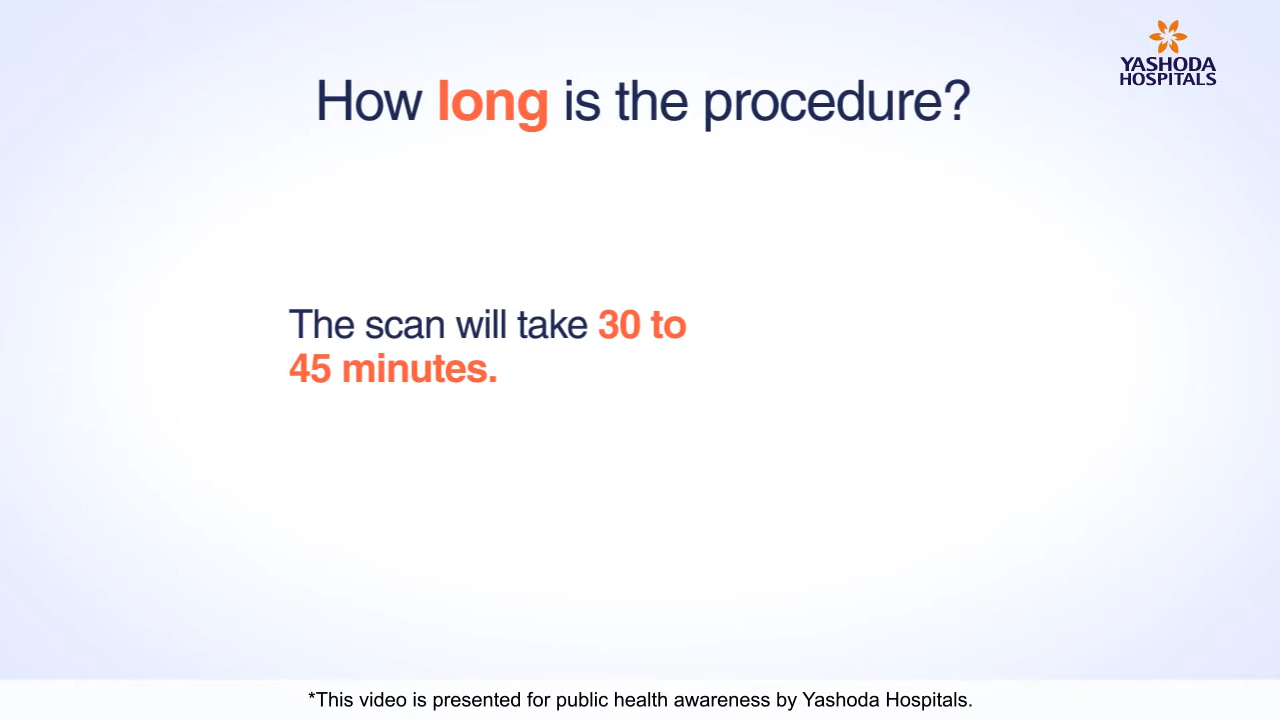 YASHODA
HOSPITALS
How long is the procedure?
The scan will take 30 to
45 minutes.
*This video is presented for public health awareness by Yashoda Hospitals.